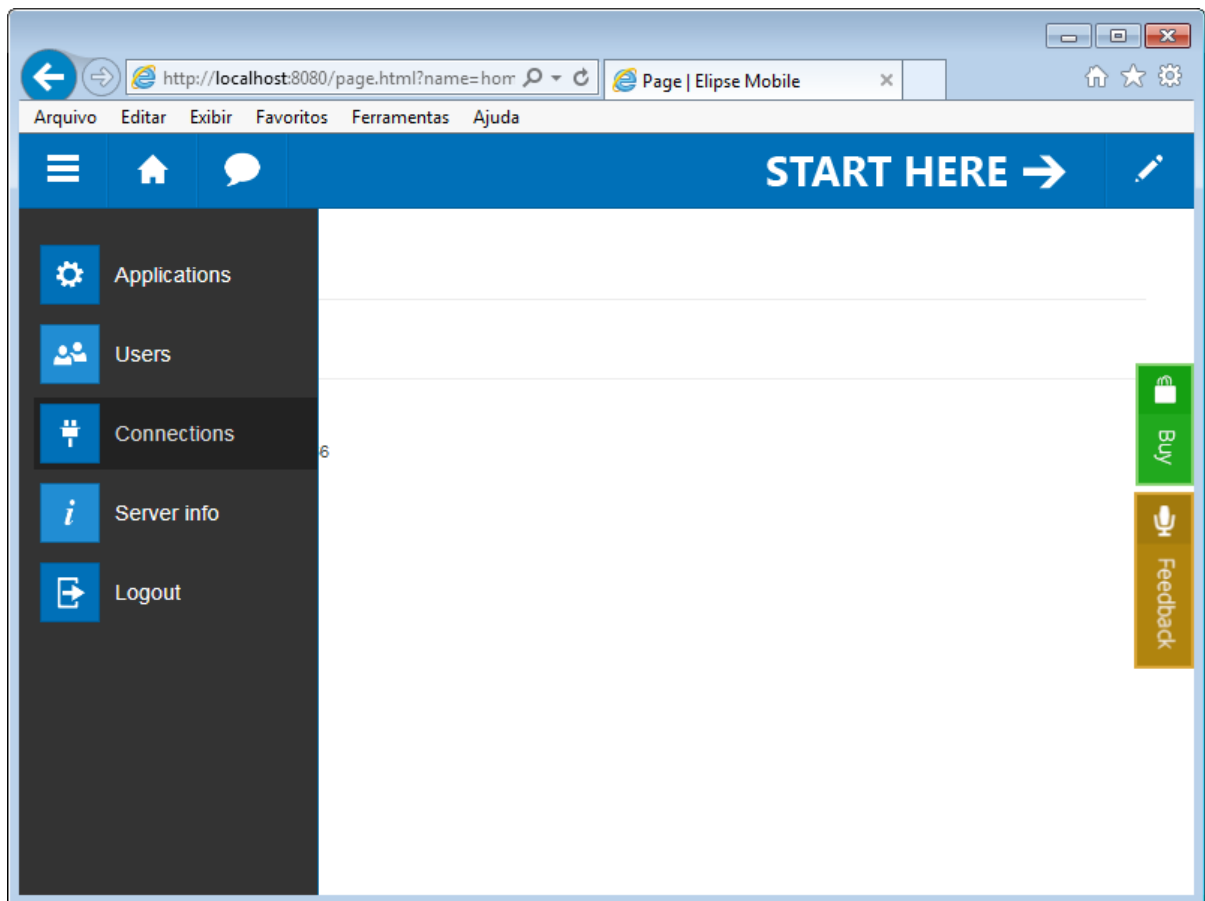 http://localhost:8080/page.html?name=hom
Page | Elipse Mobile
Arquivo Editar Exibir Favoritos Ferramentas Ajuda
START HERE
Applications
Users
Connections
6
Server info
Logout
Buy
Feedback